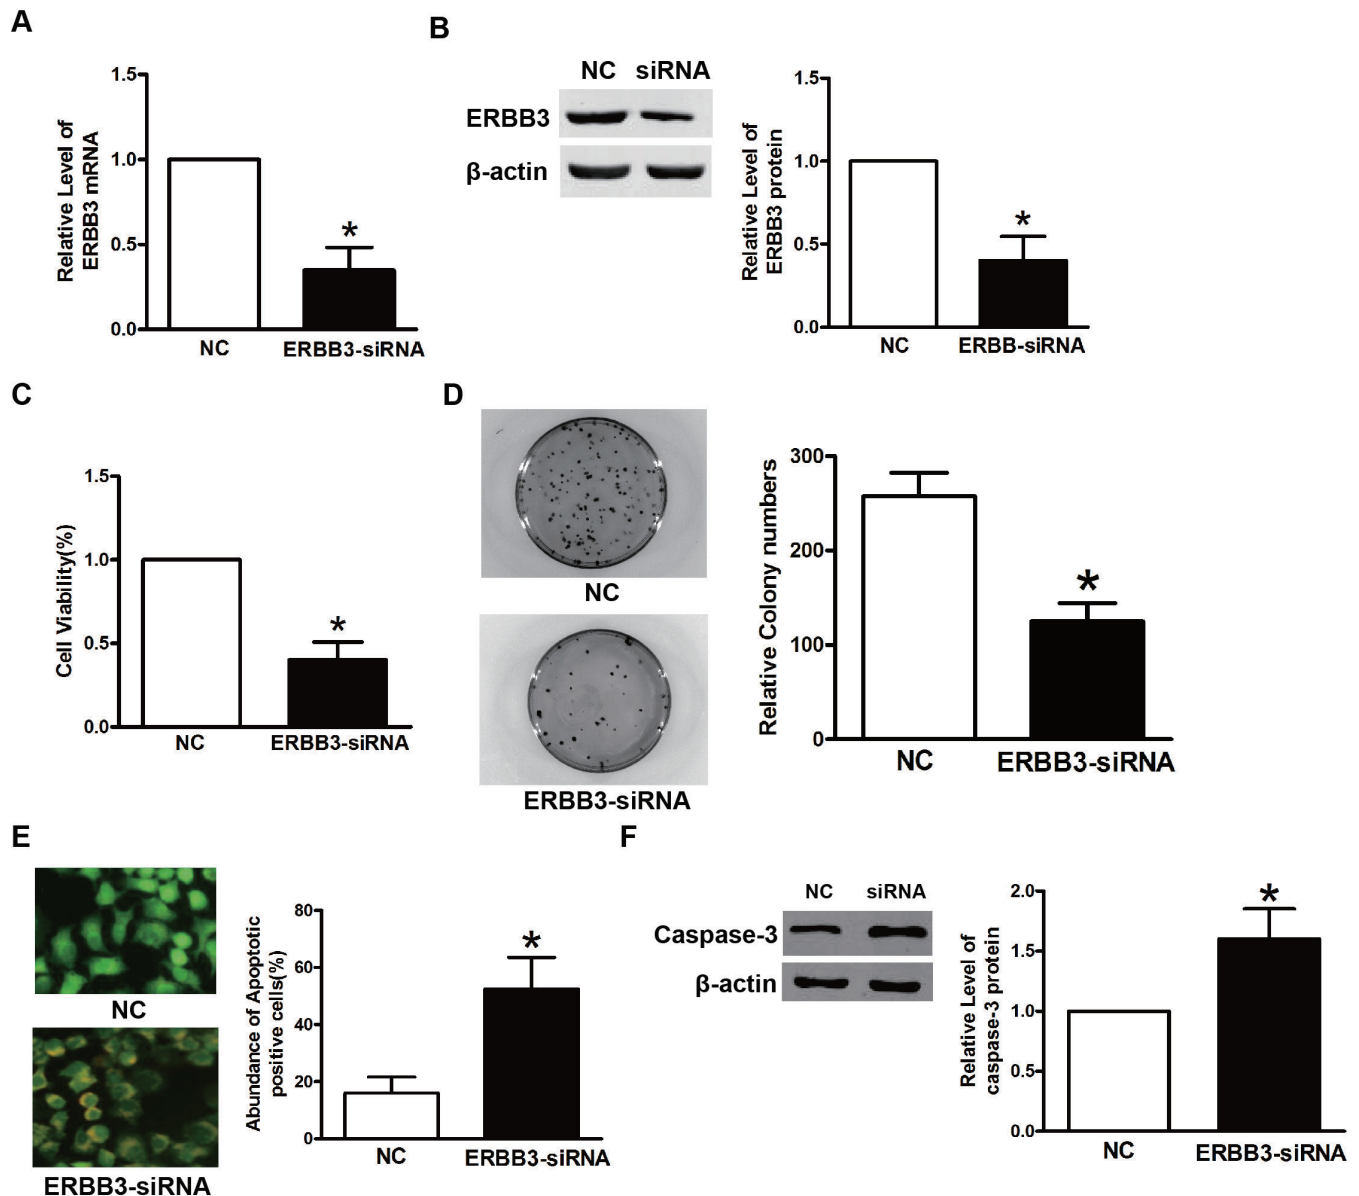 A
B
1.5
1.0
0.5
0.0
Relative Level of
ERBB3 mRNA
*
NC
ERBB3-siRNA
NC siRNA
ERBB3
β-actin
1.5
1.0
0.5
0.0
Relative Level of
ERBB3 protein
*
NC
ERBB-siRNA
C
D
1.5
1.0
0.5
0.0
Cell Viability(%)
*
NC
ERBB3-siRNA
NC
ERBB3-siRNA
300
200
100
0
Relative Colony numbers
*
NC
ERBB3-siRNA
E
F
NC
ERBB3-siRNA
80
60
40
20
0
Abundance of Apoptotic
positive cells(%)
*
NC
ERBB3-siRNA
NC siRNA
Caspase-3
β-actin
2.0
1.5
1.0
0.5
0.0
Relative Level of
caspase-3 protein
*
NC
ERBB3-siRNA